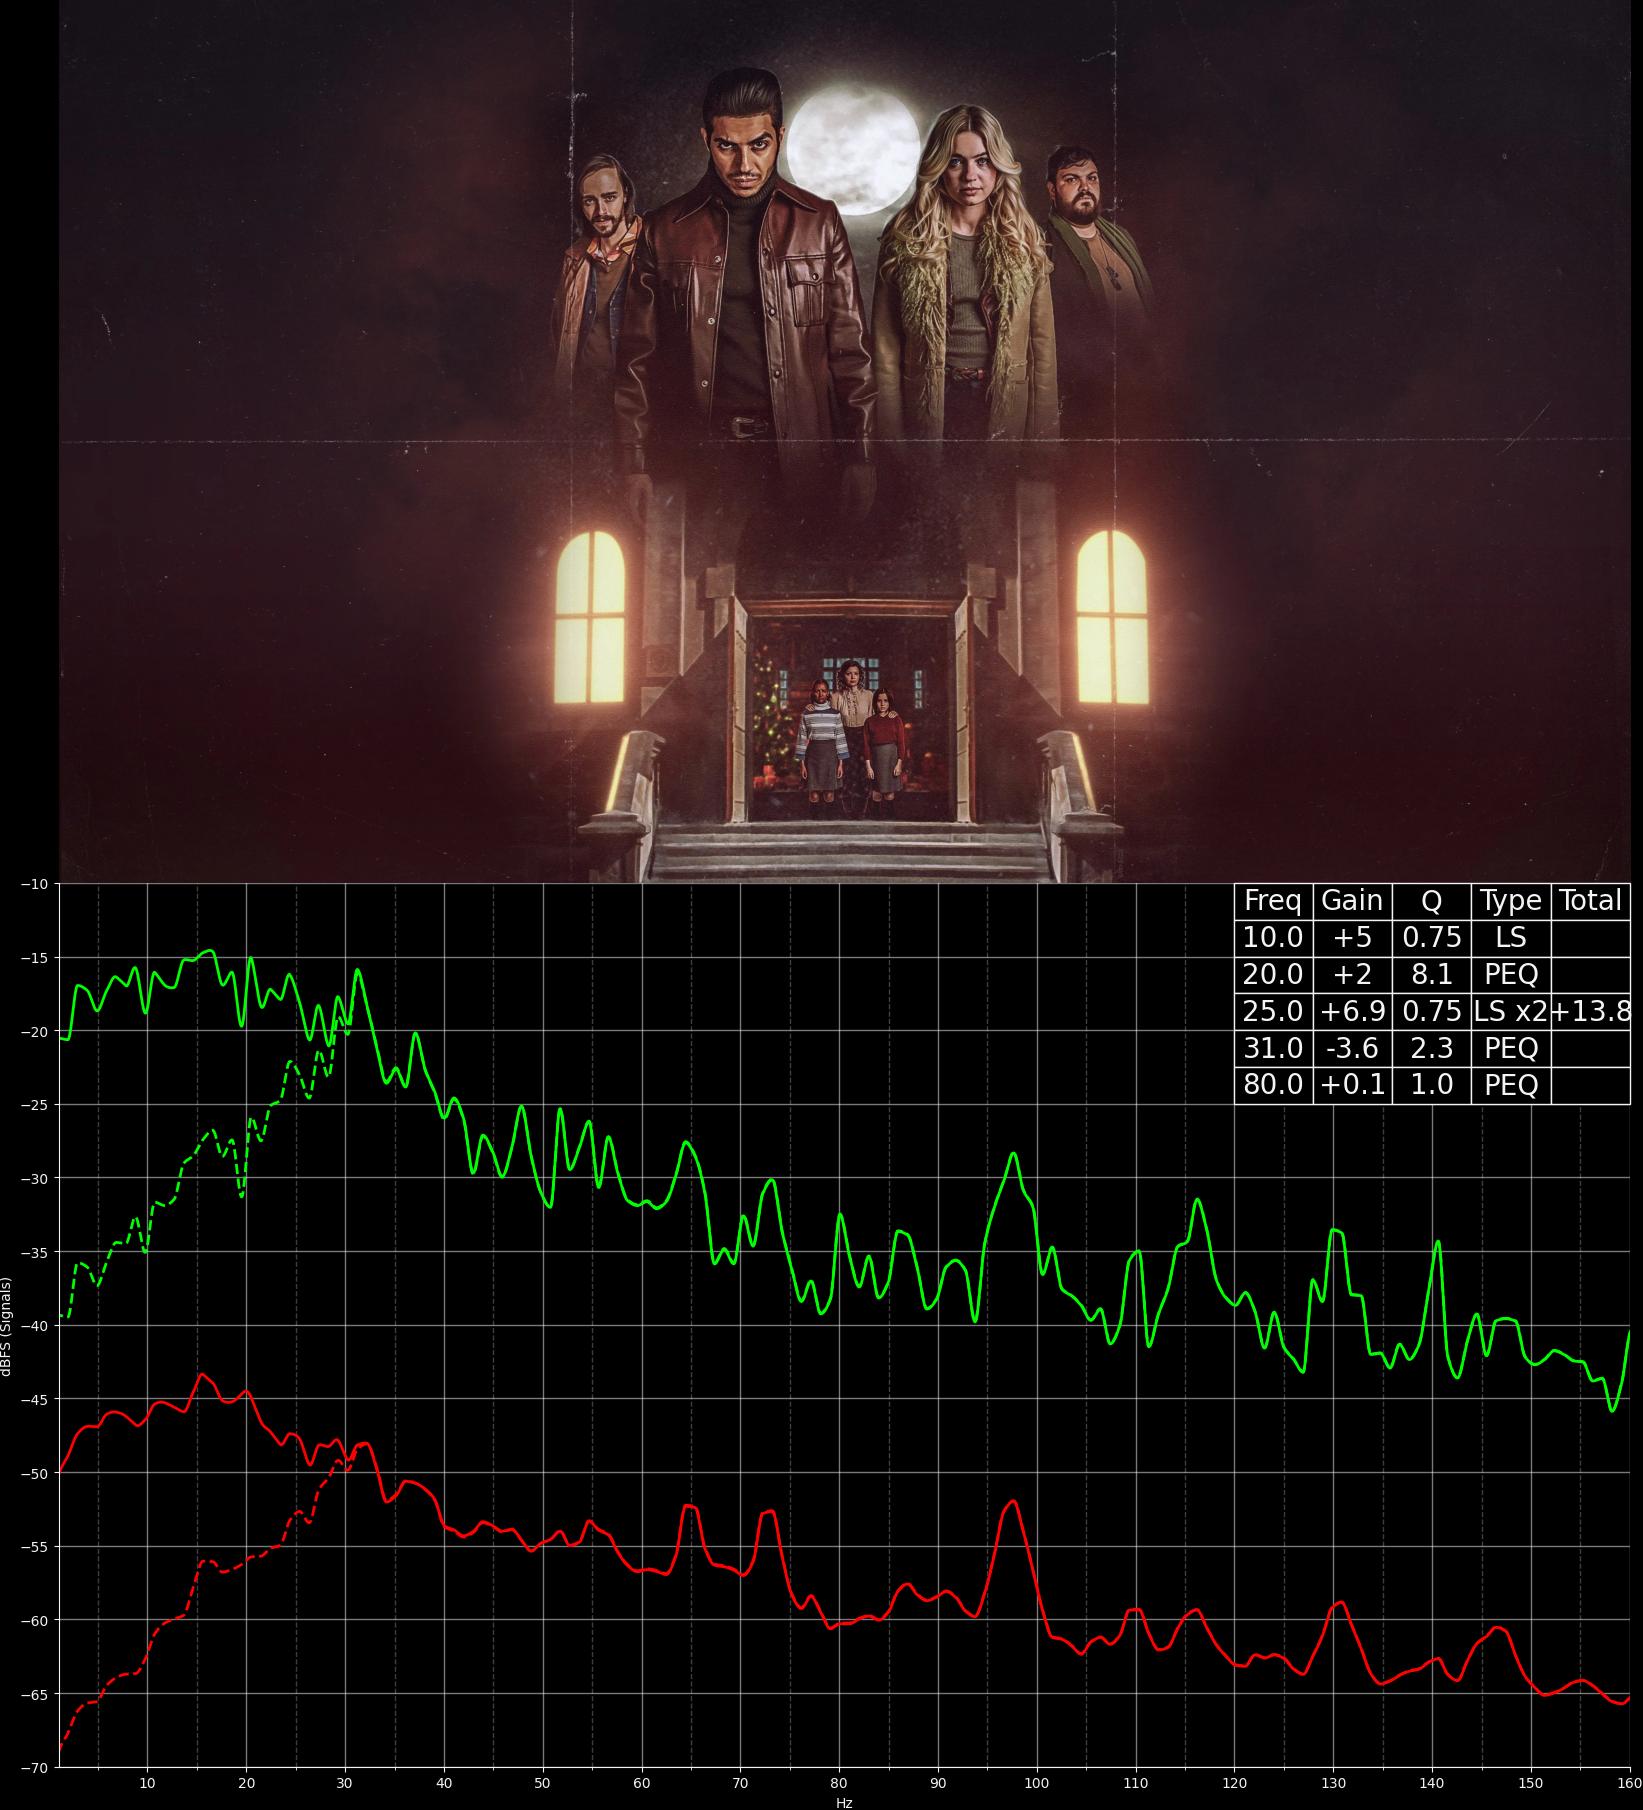 Freq Gain Q Type Total
10.0 +5 0.75 LS
20.0 +2 8.1 PEQ
25.0 +6.9 0.75 LS x2 +13.8
31.0 -3.6 2.3 PEQ
80.0 +0.1 1.0 PEQ
−10
−15
−20
−25
−30
−35
−40
−45
−50
−55
−60
−65
−70
dBFS (Signals)
10 20 30 40 50 60 70 80 90 100 110 120 130 140 150 160
Hz